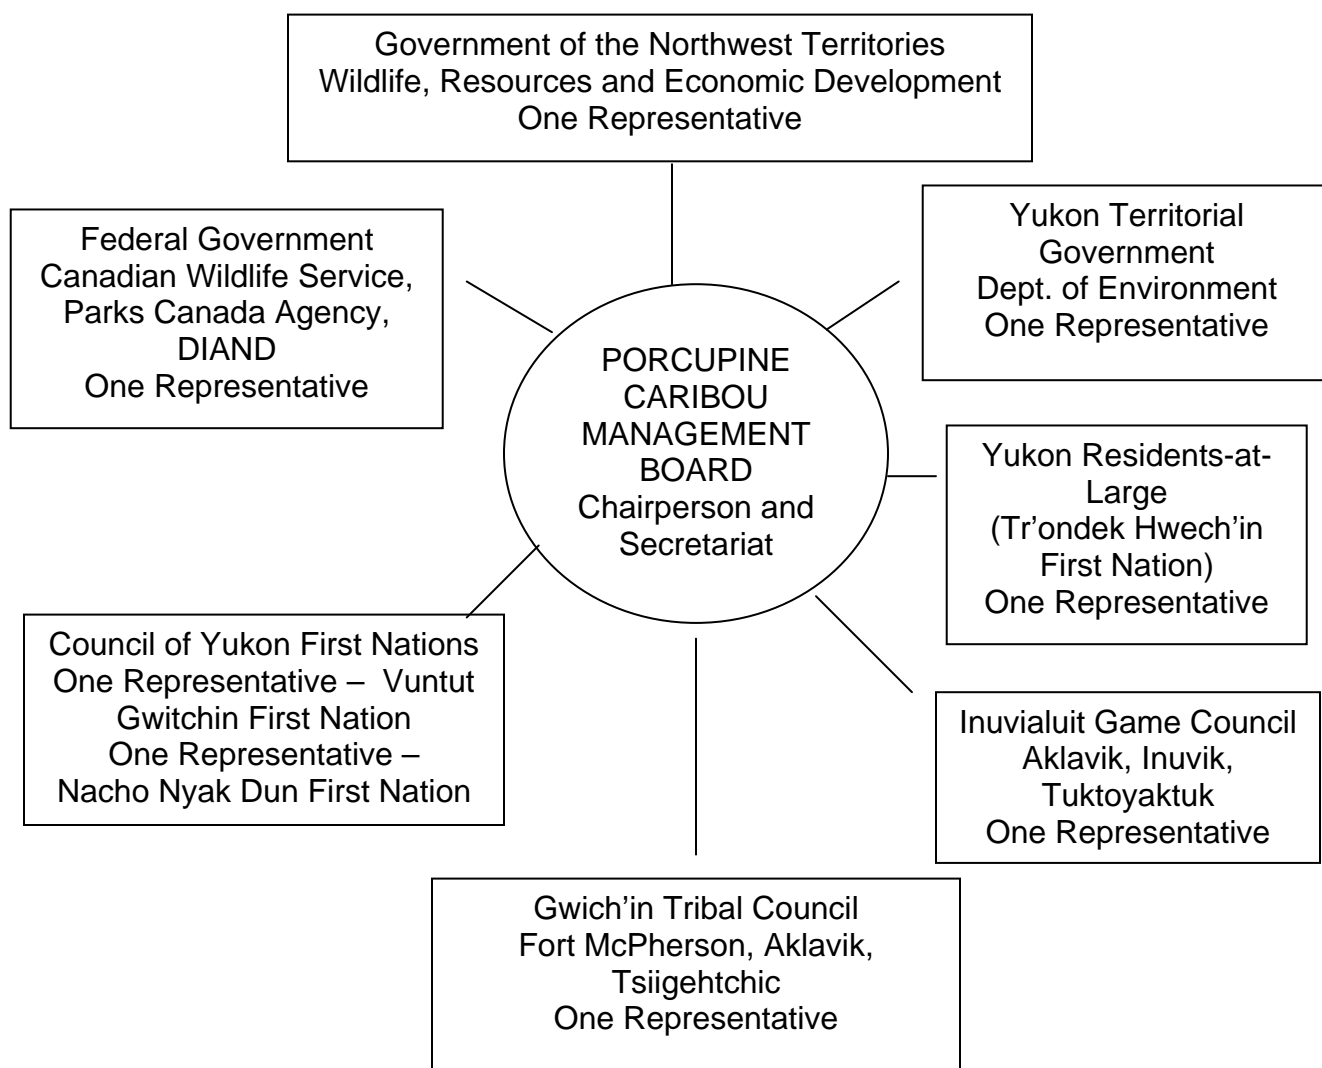 Government of the Northwest Territories
Wildlife, Resources and Economic Development
One Representative
Federal Government
Canadian Wildlife Service,
Parks Canada Agency,
DIAND
One Representative
Yukon Territorial
Government
Dept. of Environment
One Representative
PORCUPINE
CARIBOU
MANAGEMENT
BOARD
Chairperson and
Secretariat
Yukon Residents-at-
Large
(Tr’ondek Hwech’in
First Nation)
One Representative
Council of Yukon First Nations
One Representative – Vuntut
Gwitchin First Nation
One Representative –
Nacho Nyak Dun First Nation
Inuvialuit Game Council
Aklavik, Inuvik,
Tuktoyaktuk
One Representative
Gwich’in Tribal Council
Fort McPherson, Aklavik,
Tsiigehtchic
One Representative